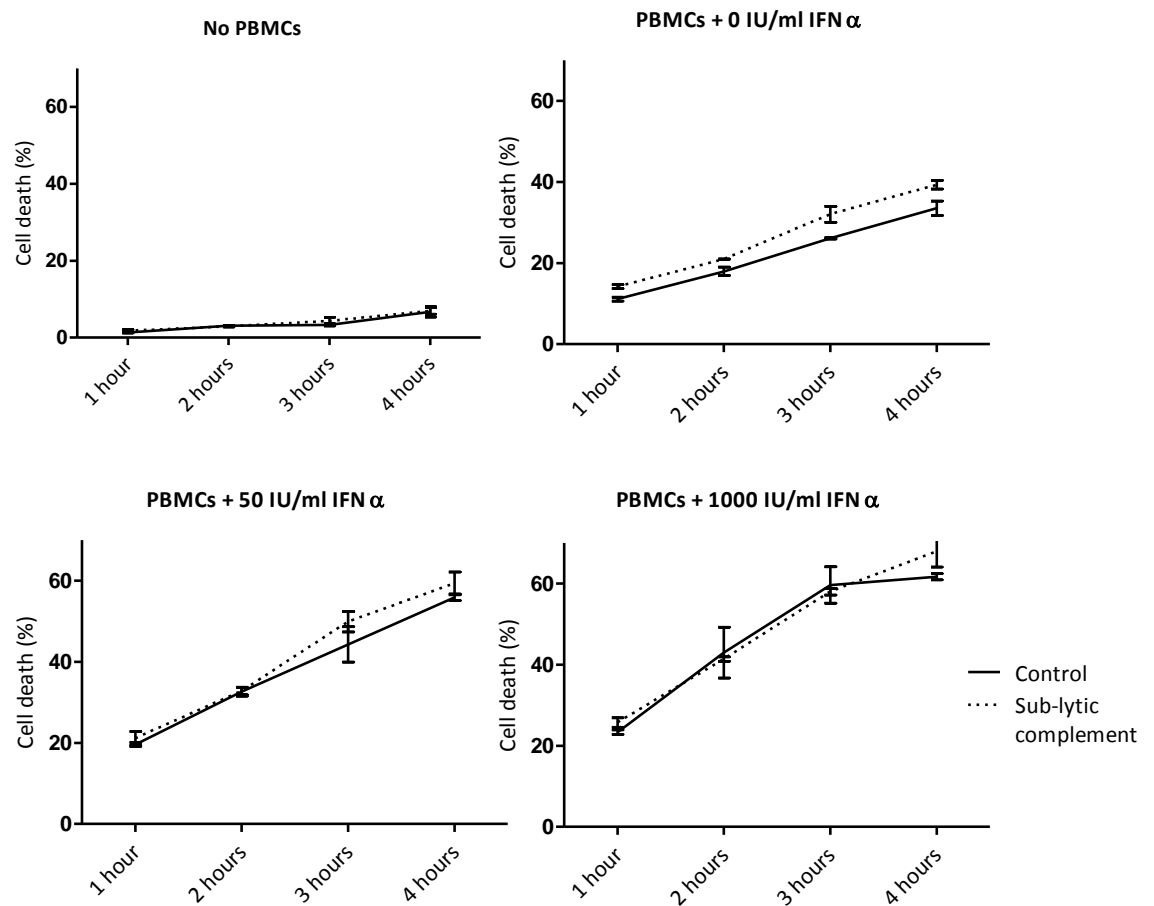 No PBMCs
Cell death (%)
60
40
20
0
1 hour
2 hours
3 hours
4 hours
PBMCs + 0 IU/ml IFN α
Cell death (%)
60
40
20
0
1 hour
2 hours
3 hours
4 hours
PBMCs + 50 IU/ml IFN α
Cell death (%)
60
40
20
0
1 hour
2 hours
3 hours
4 hours
PBMCs + 1000 IU/ml IFN α
Cell death (%)
60
40
20
0
1 hour
2 hours
3 hours
4 hours
Control
Sub-lytic
complement